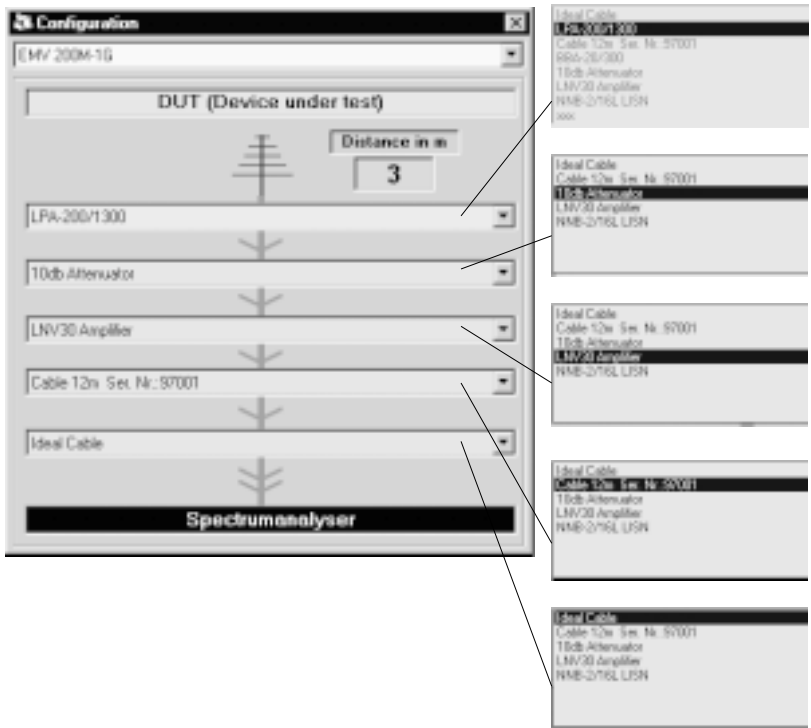 Configuration
EMV 200M-1G
DUT (Device under test)
Distance in m
3
LPA-200/1300
10db Attenuator
LNV30 Amplifier
Cable 12m Ser. Nr.:97001
Ideal Cable
Spectrumanalyser
Ideal Cable
LPA-200/1300
Cable 12m Ser. Nr.:97001
BBA-20/300
10db Attenuator
LNV30 Amplifier
NNB-2/16L LISN
xxx
Ideal Cable
Cable 12m Ser. Nr.:97001
10db Attenuator
LNV30 Amplifier
NNB-2/16L LISN
Ideal Cable
Cable 12m Ser. Nr.:97001
10db Attenuator
LNV30 Amplifier
NNB-2/16L LISN
Ideal Cable
Cable 12m Ser. Nr.:97001
10db Attenuator
LNV30 Amplifier
NNB-2/16L LISN
Ideal Cable
Cable 12m Ser. Nr.:97001
10db Attenuator
LNV30 Amplifier
NNB-2/16L LISN